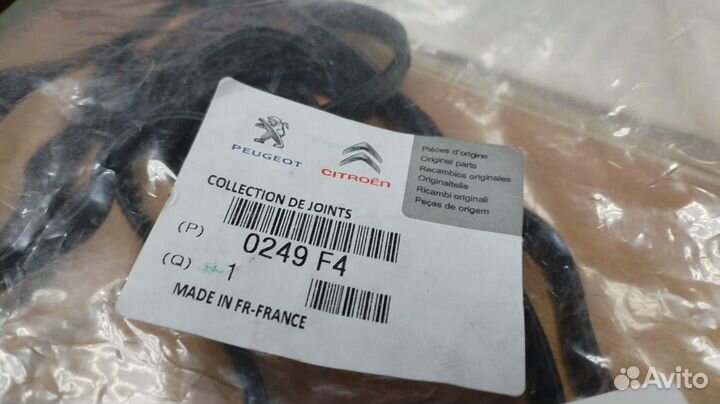 PEUGEOT
CITROËN
Pièces d'origine
Original parts
Recambios originales
Originalteile
Ricambi originali
Peças de origem
COLLECTION DE JOINTS
(P) 0249 F4
(Q) 1
MADE IN FR-FRANCE
Avito